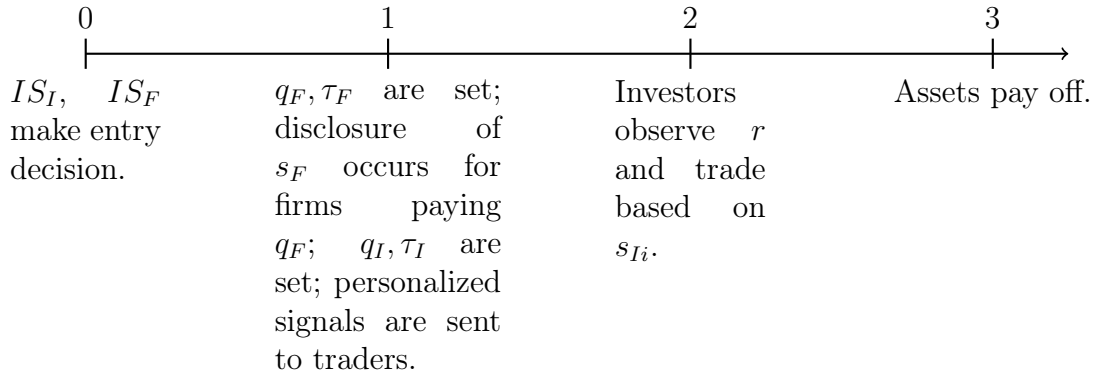 0 1 2 3
IS_I, IS_F
make entry
decision.
q_F, τ_F are set;
disclosure of
s_F occurs for
firms paying
q_F; q_I, τ_I are
set; personalized
signals are sent
to traders.
Investors
observe r
and trade
based on
s_{Ii}.
Assets pay off.